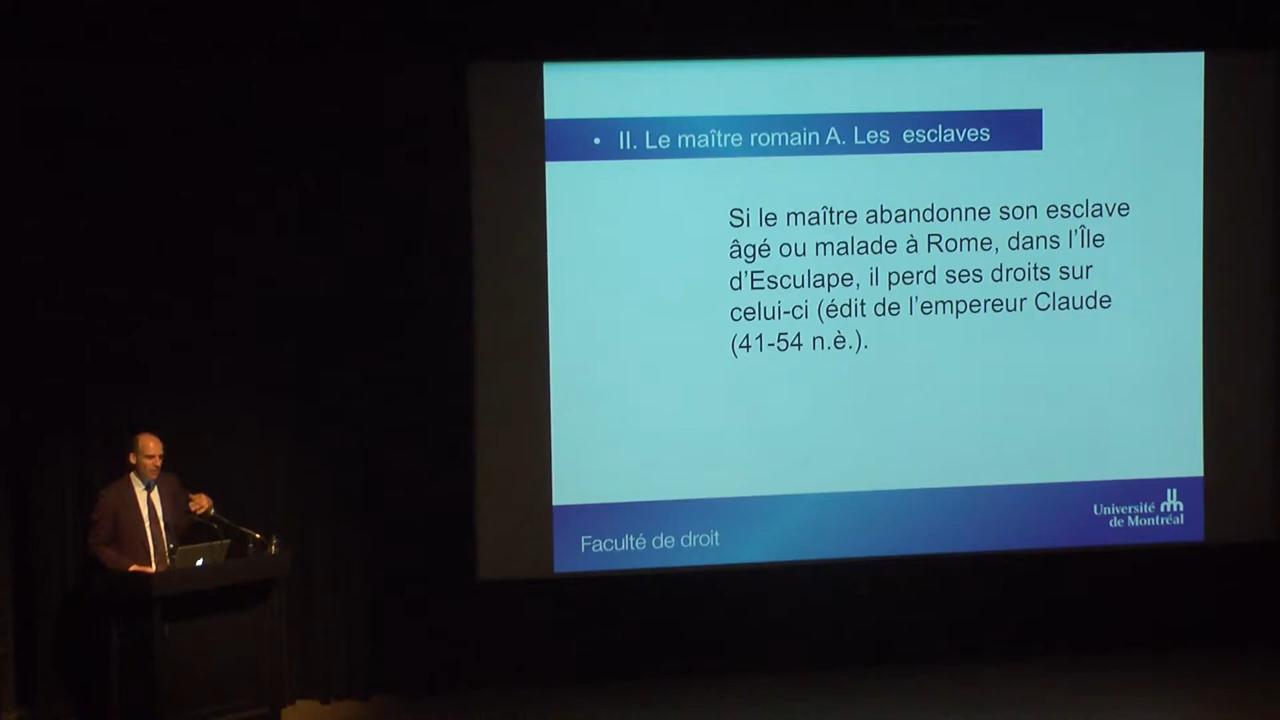 • II. Le maître romain A. Les esclaves
Si le maître abandonne son esclave
âgé ou malade à Rome, dans l'Île
d'Esculape, il perd ses droits sur
celui-ci (édit de l'empereur Claude
(41-54 n.è.).
Faculté de droit
Université
de Montréal